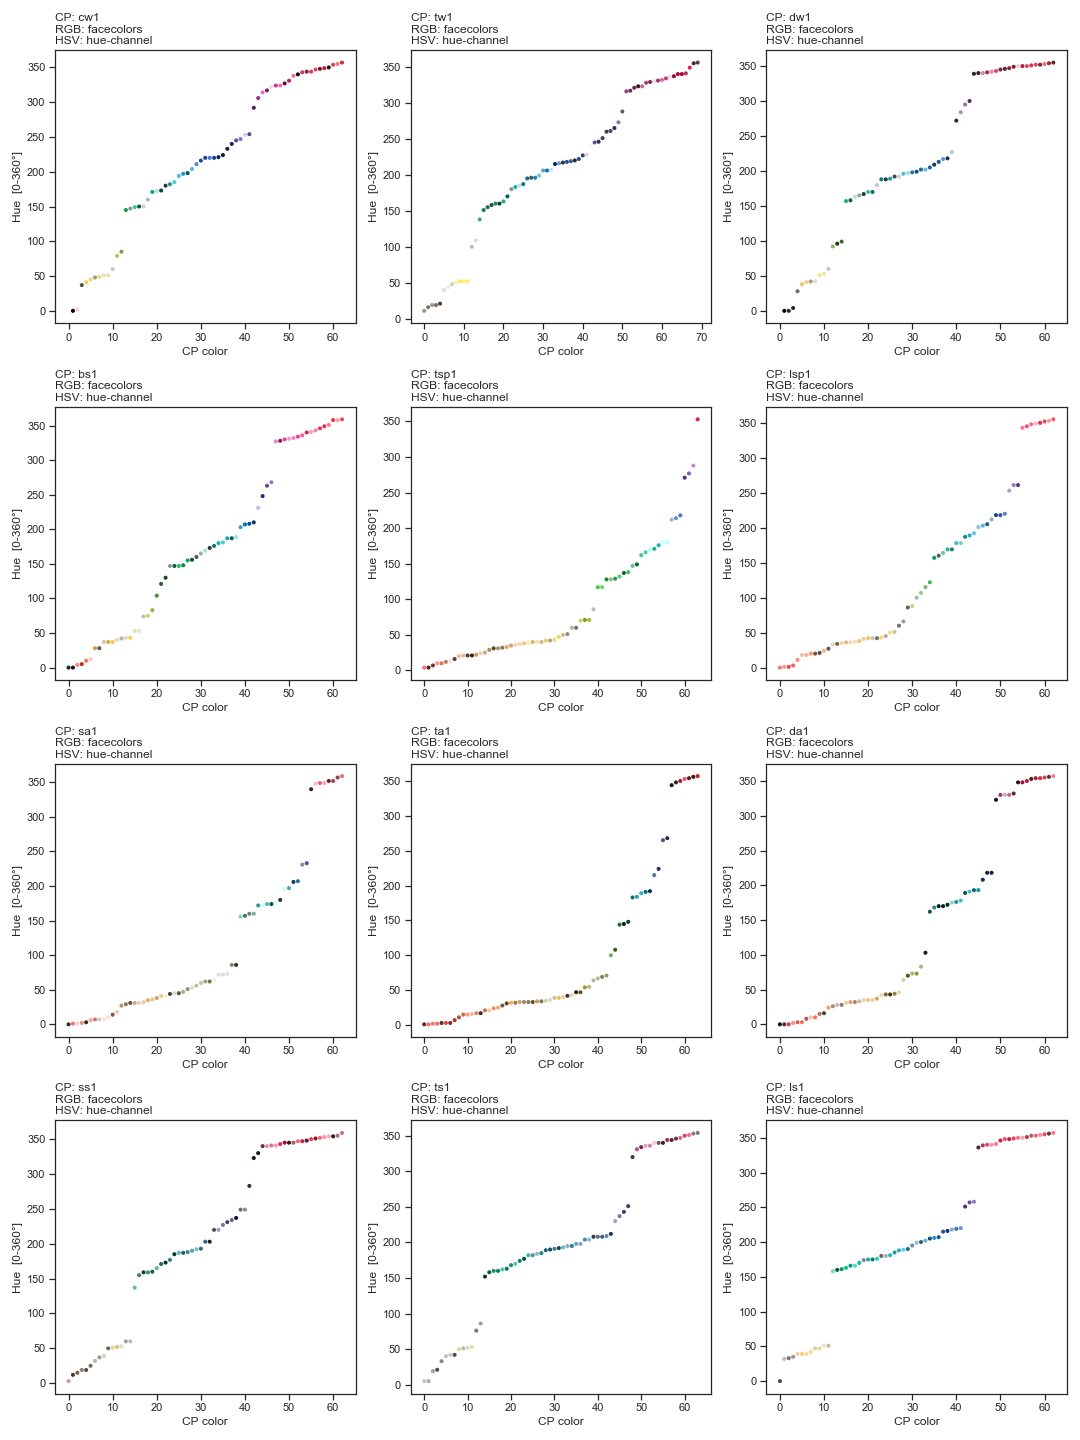 CP: cw1
RGB: facecolors
HSV: hue-channel
350
300
250
200
150
100
50
0
Hue [0-360°]
0 10 20 30 40 50 60
CP color
CP: tw1
RGB: facecolors
HSV: hue-channel
350
300
250
200
150
100
50
0
Hue [0-360°]
0 10 20 30 40 50 60 70
CP color
CP: dw1
RGB: facecolors
HSV: hue-channel
350
300
250
200
150
100
50
0
Hue [0-360°]
0 10 20 30 40 50 60
CP color
CP: bs1
RGB: facecolors
HSV: hue-channel
350
300
250
200
150
100
50
0
Hue [0-360°]
0 10 20 30 40 50 60
CP color
CP: tsp1
RGB: facecolors
HSV: hue-channel
350
300
250
200
150
100
50
0
Hue [0-360°]
0 10 20 30 40 50 60
CP color
CP: lsp1
RGB: facecolors
HSV: hue-channel
350
300
250
200
150
100
50
0
Hue [0-360°]
0 10 20 30 40 50 60
CP color
CP: sa1
RGB: facecolors
HSV: hue-channel
350
300
250
200
150
100
50
0
Hue [0-360°]
0 10 20 30 40 50 60
CP color
CP: ta1
RGB: facecolors
HSV: hue-channel
350
300
250
200
150
100
50
0
Hue [0-360°]
0 10 20 30 40 50 60
CP color
CP: da1
RGB: facecolors
HSV: hue-channel
350
300
250
200
150
100
50
0
Hue [0-360°]
0 10 20 30 40 50 60
CP color
CP: ss1
RGB: facecolors
HSV: hue-channel
350
300
250
200
150
100
50
0
Hue [0-360°]
0 10 20 30 40 50 60
CP color
CP: ts1
RGB: facecolors
HSV: hue-channel
350
300
250
200
150
100
50
0
Hue [0-360°]
0 10 20 30 40 50 60
CP color
CP: ls1
RGB: facecolors
HSV: hue-channel
350
300
250
200
150
100
50
0
Hue [0-360°]
0 10 20 30 40 50 60
CP color